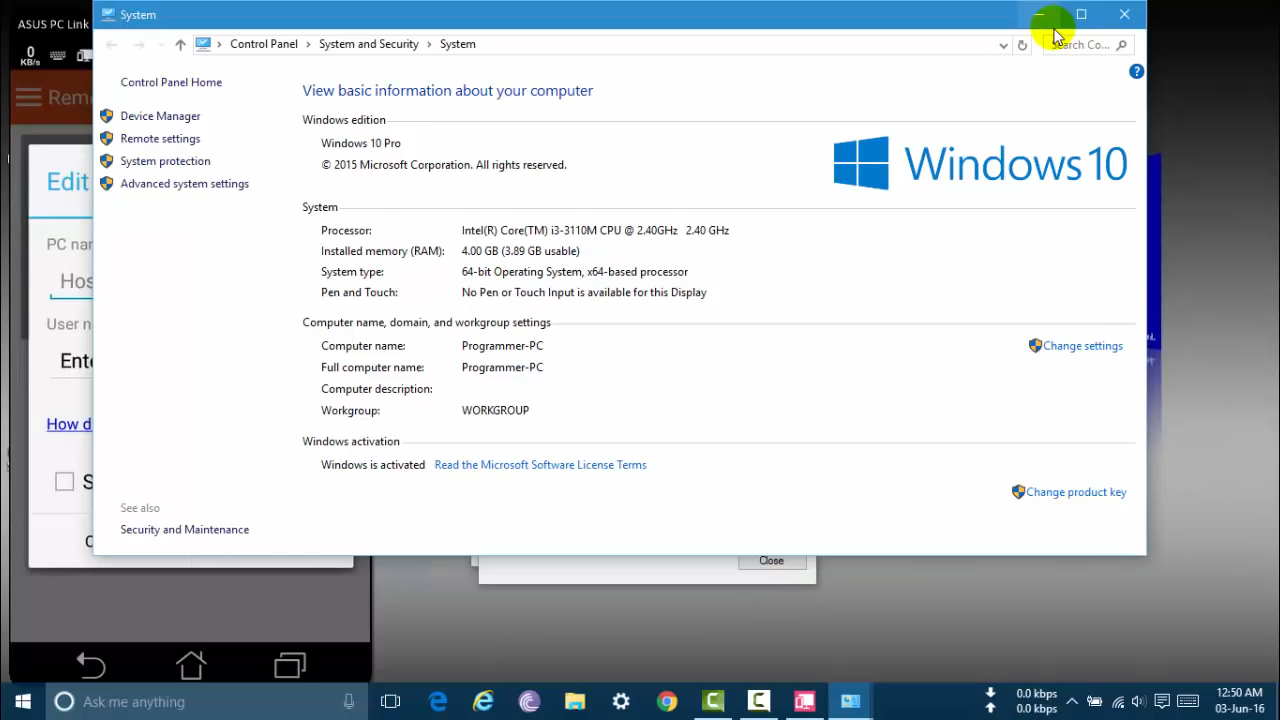 ASUS PC Link
System
0
KB/s
Control Panel
System and Security
System
Search Co...
Rem
Control Panel Home
Device Manager
Remote settings
System protection
Advanced system settings
See also
Security and Maintenance
View basic information about your computer
Windows edition
Windows 10 Pro
© 2015 Microsoft Corporation. All rights reserved.
Windows 10
System
Processor: Intel(R) Core(TM) i3-3110M CPU @ 2.40GHz 2.40 GHz
Installed memory (RAM): 4.00 GB (3.89 GB usable)
System type: 64-bit Operating System, x64-based processor
Pen and Touch: No Pen or Touch Input is available for this Display
Computer name, domain, and workgroup settings
Computer name: Programmer-PC
Change settings
Full computer name: Programmer-PC
Computer description:
Workgroup: WORKGROUP
Windows activation
Windows is activated Read the Microsoft Software License Terms
Change product key
Edit
PC nam
Hos
User n
Ente
How d
S
Close
Ask me anything
0.0 kbps
0.0 kbps
12:50 AM
03-Jun-16